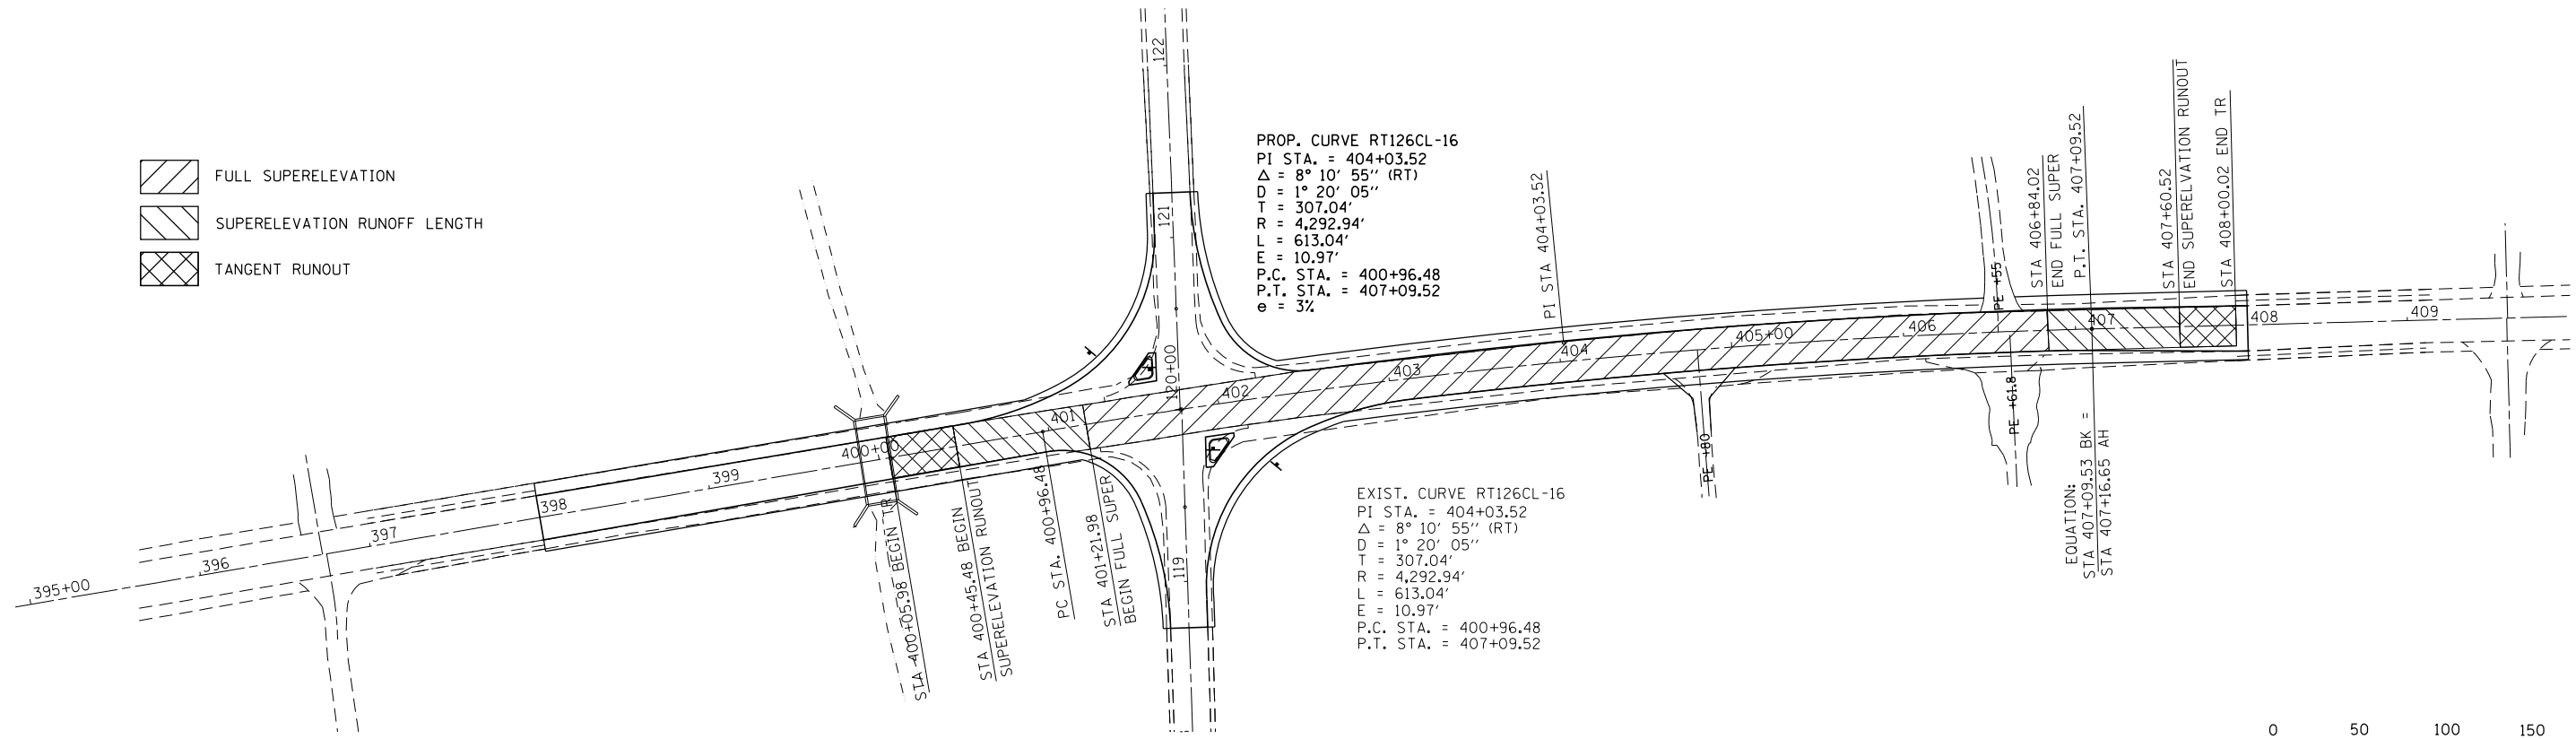 FULL SUPERELEVATION
SUPERELEVATION RUNOFF LENGTH
TANGENT RUNOUT
122
121
120+00
119
PROP. CURVE RT126CL-16
PI STA. = 404+03.52
Δ = 8° 10' 55'' (RT)
D = 1° 20' 05''
T = 307.04'
R = 4,292.94'
L = 613.04'
E = 10.97'
P.C. STA. = 400+96.48
P.T. STA. = 407+09.52
e = 3%
PI STA 404+03.52
PE +55
STA 406+84.02
END FULL SUPER
P.T. STA. 407+09.52
STA 407+60.52
END SUPERELVATION RUNOUT
STA 408+00.02 END TR
395+00
396
397
398
399
400+00
401
402
403
404
405+00
406
407
408
409
STA 400+05.98 BEGIN TR
STA 400+45.48 BEGIN
SUPERELEVATION RUNOUT
PC STA. 400+96.48
STA 401+21.98
BEGIN FULL SUPER
EXIST. CURVE RT126CL-16
PI STA. = 404+03.52
Δ = 8° 10' 55'' (RT)
D = 1° 20' 05''
T = 307.04'
R = 4,292.94'
L = 613.04'
E = 10.97'
P.C. STA. = 400+96.48
P.T. STA. = 407+09.52
PE +80
PE +61.8
EQUATION:
STA 407+09.53 BK =
STA 407+16.65 AH
0 50 100 150